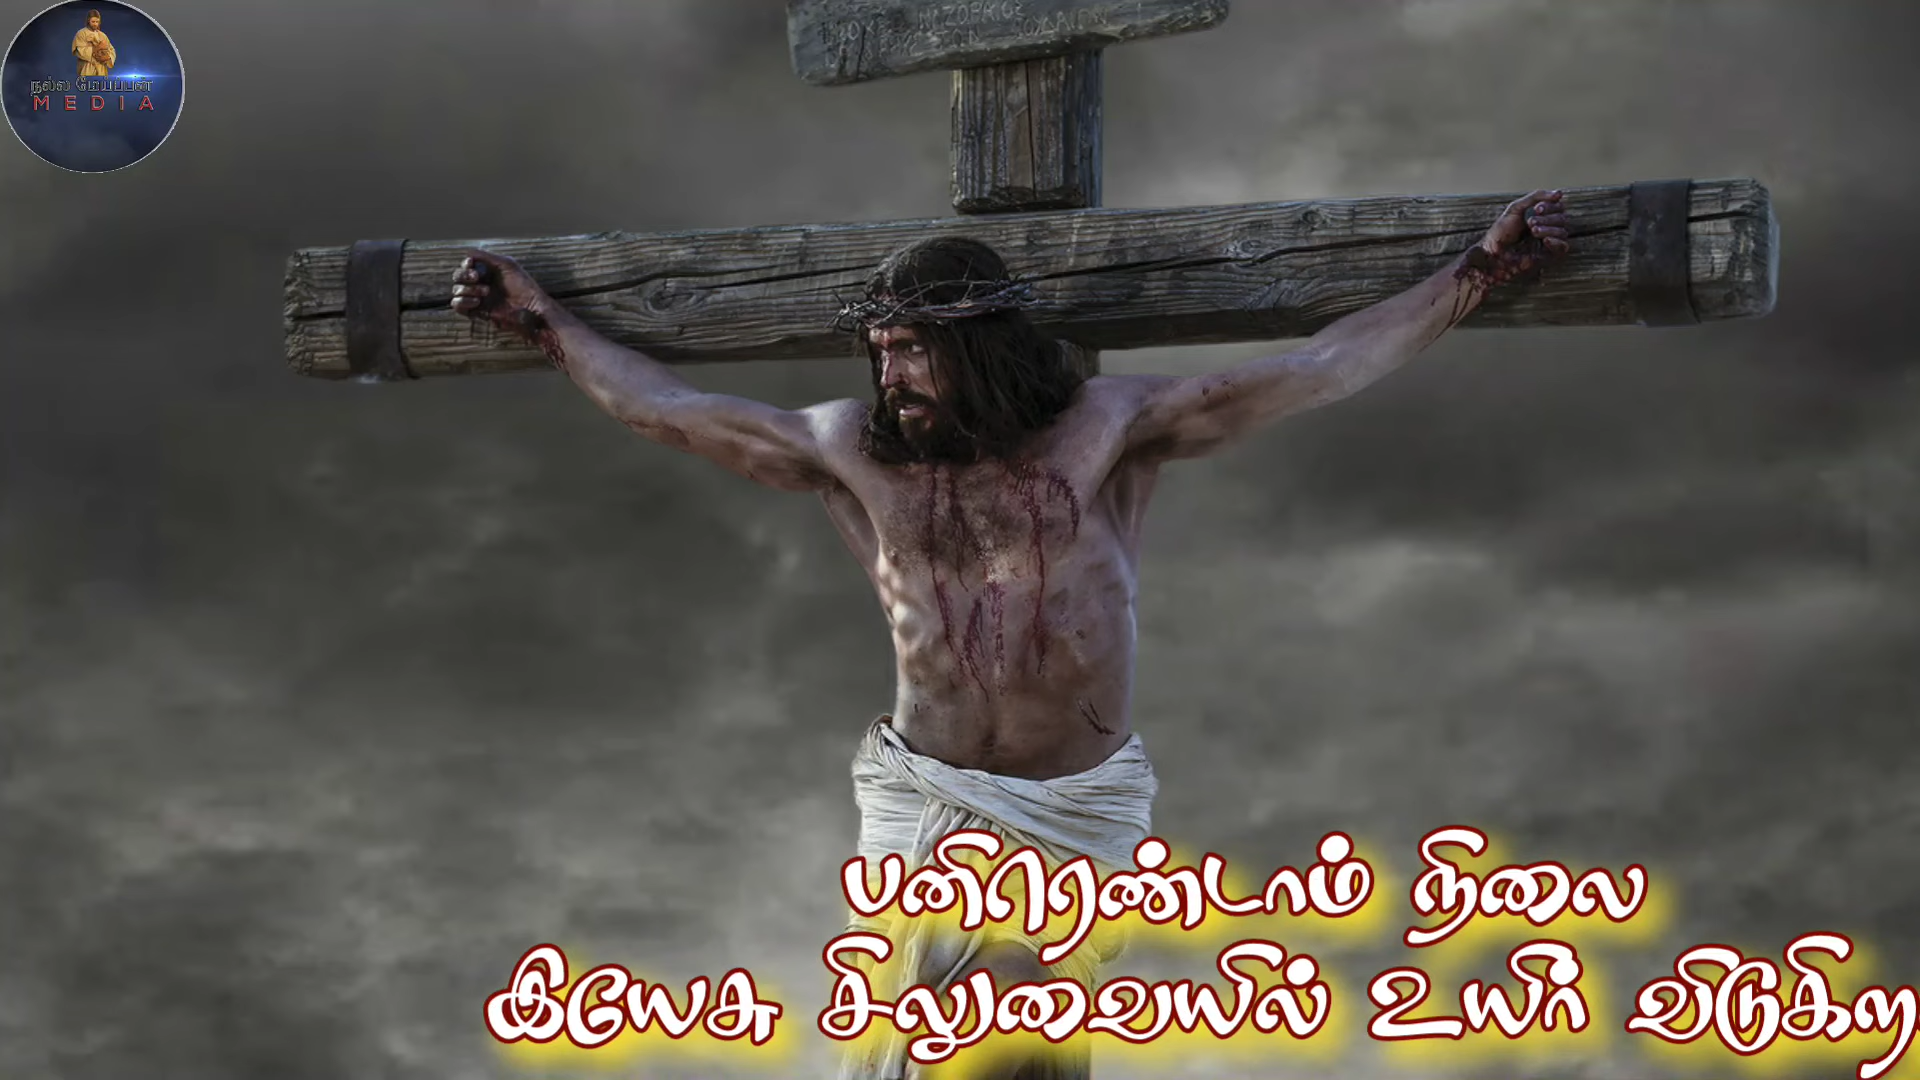 நல்ல மேய்ப்பன்
MEDIA
பனிரெண்டாம் நிலை
இயேசு சிலுவையில் உயிர் விடுகிற